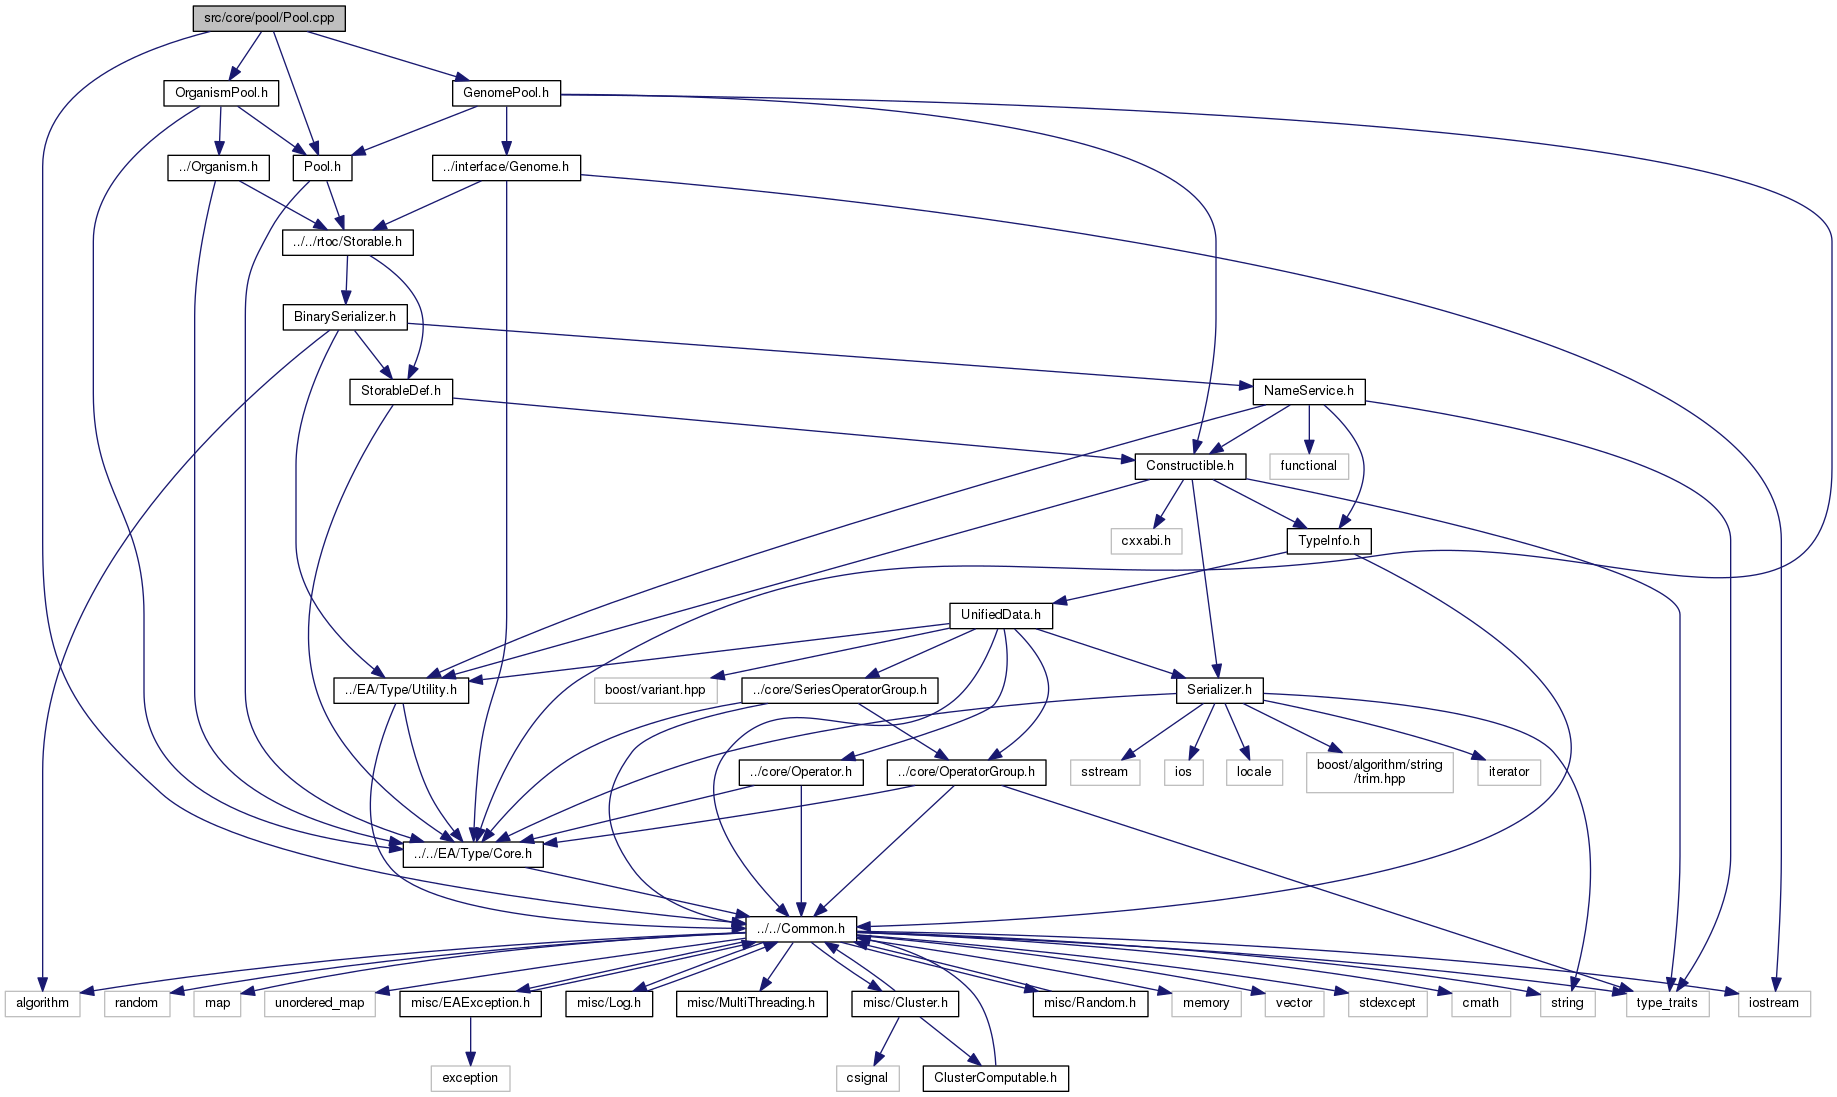 src/core/pool/Pool.cpp
OrganismPool.h
GenomePool.h
../Organism.h
Pool.h
../interface/Genome.h
../../rtoc/Storable.h
BinarySerializer.h
StorableDef.h
NameService.h
Constructible.h
functional
cxxabi.h
TypeInfo.h
UnifiedData.h
../EA/Type/Utility.h
boost/variant.hpp
../core/SeriesOperatorGroup.h
Serializer.h
../core/Operator.h
../core/OperatorGroup.h
sstream
ios
locale
boost/algorithm/string
/trim.hpp
iterator
../../EA/Type/Core.h
../../Common.h
algorithm
random
map
unordered_map
misc/EAException.h
misc/Log.h
misc/MultiThreading.h
misc/Cluster.h
misc/Random.h
memory
vector
stdexcept
cmath
string
type_traits
iostream
exception
csignal
ClusterComputable.h